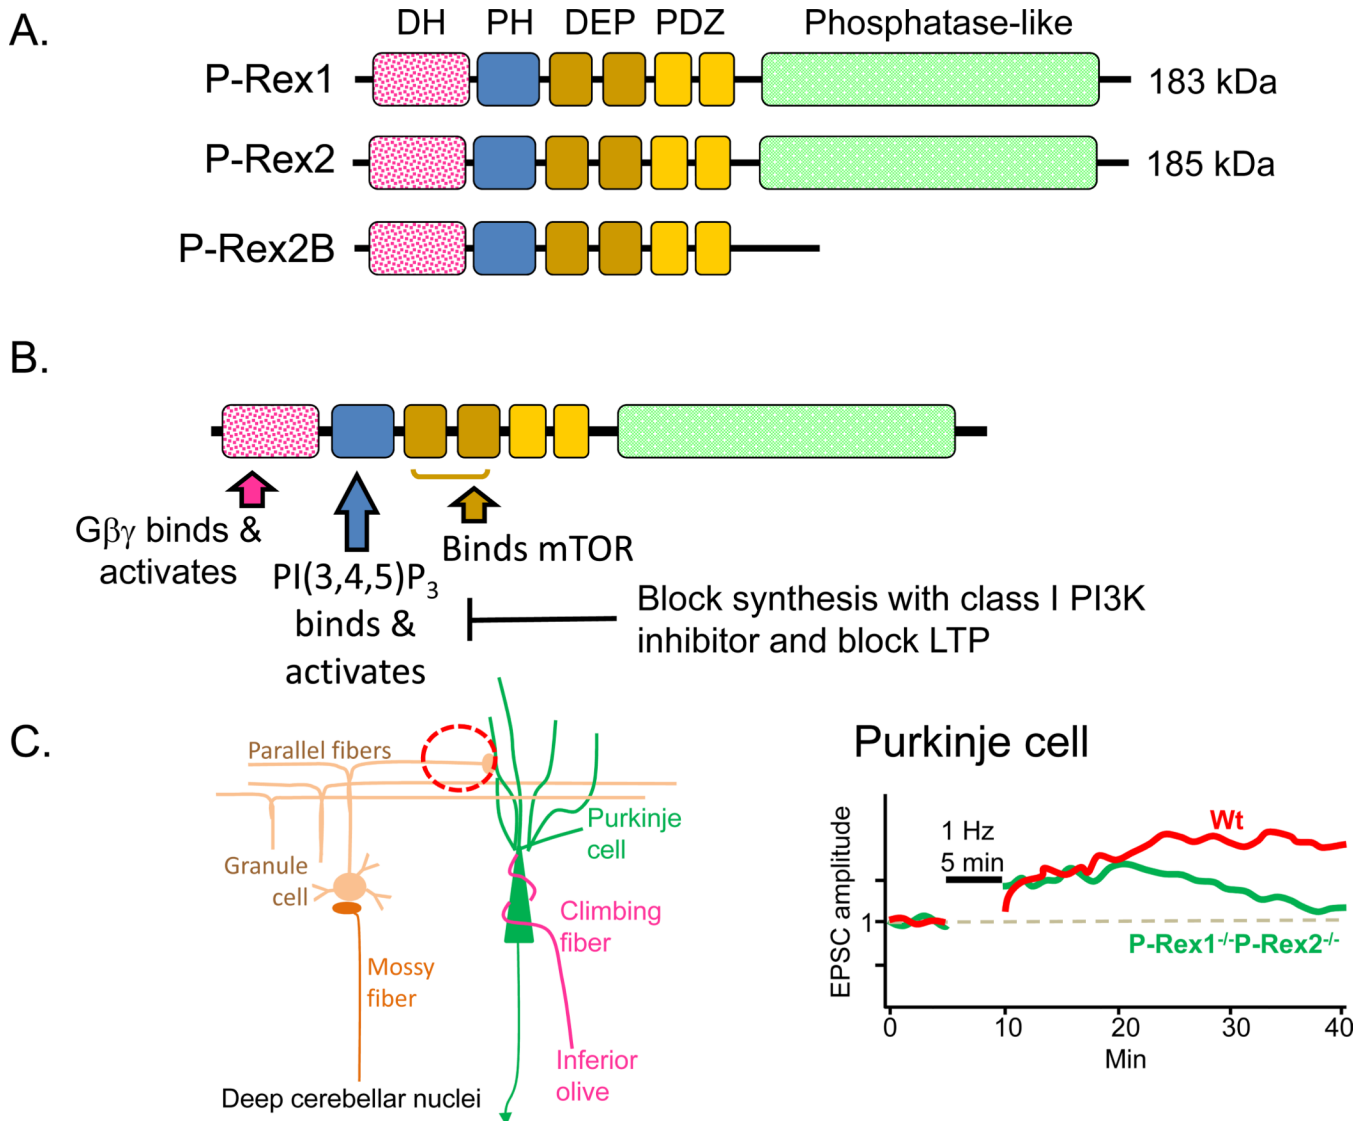 A.
DH PH DEP PDZ Phosphatase-like
P-Rex1 183 kDa
P-Rex2 185 kDa
P-Rex2B
B.
Gβγ binds &
activates
PI(3,4,5)P3
binds &
activates
Binds mTOR
Block synthesis with class I PI3K
inhibitor and block LTP
C.
Parallel fibers
Granule
cell
Mossy
fiber
Deep cerebellar nuclei
Purkinje
cell
Climbing
fiber
Inferior
olive
Purkinje cell
EPSC amplitude
1 Hz
5 min
Wt
1
P-Rex1-/-P-Rex2-/-
0 10 20 30 40
Min